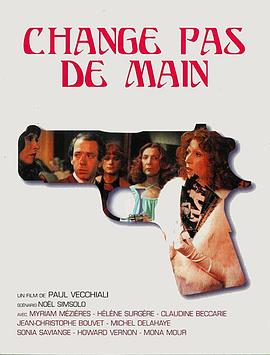 CHANGE PAS
DE MAIN
UN FILM DE PAUL VECCHIALI
SCÉNARIO NOËL SIMSOLO
AVEC MYRIAM MÉZIÈRES - HÉLÈNE SURGÈRE - CLAUDINE BECCARIE
JEAN-CHRISTOPHE BOUVET - MICHEL DELAHAYE
SONIA SAVIANGE - HOWARD VERNON - MONA MOUR